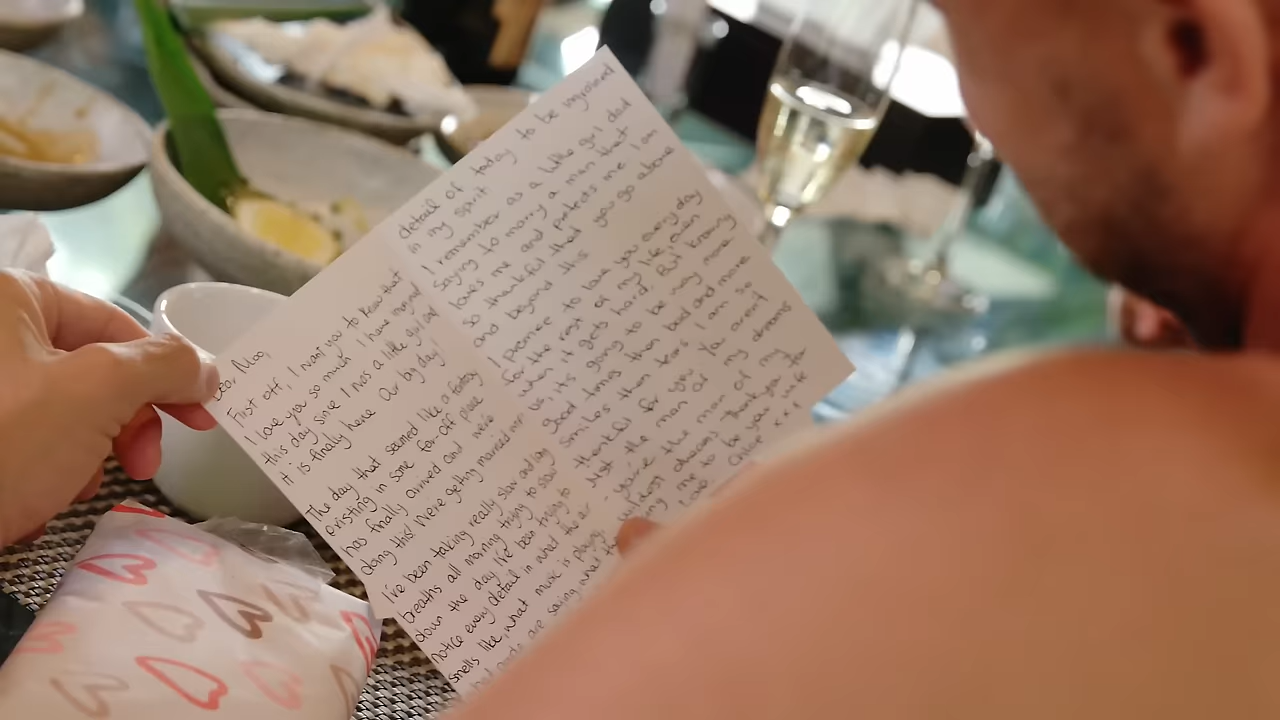 Dear Nico,
First off, I want you to know that
I love you so much. I have imagined
this day since I was a little girl and
it is finally here. Our big day
The day that seemed like a fantasy
existing in some far-off place
has finally arrived and we're
doing this! We're getting married
I've been taking really slow and big
breaths all morning trying to slow
down the day. I've been trying to
notice every detail in what the
smells like, what music is playing,
are saying what
detail of today to be ingrained
in my spirit.
I remember as a little girl dad
saying to marry a man that
loves me and protects me. I am
so thankful that you go above
and beyond this
I promise to love you every day
for the rest of my life, even
when it gets hard. But knowing
us, it's going to be way more
good times than bad and more
smiles than tears. I am so
thankful for you. You arent
Just the man of my dreams
- you're the man of my
wildest dreams. Thank you for
me to be your wife
Love Chloe xxx